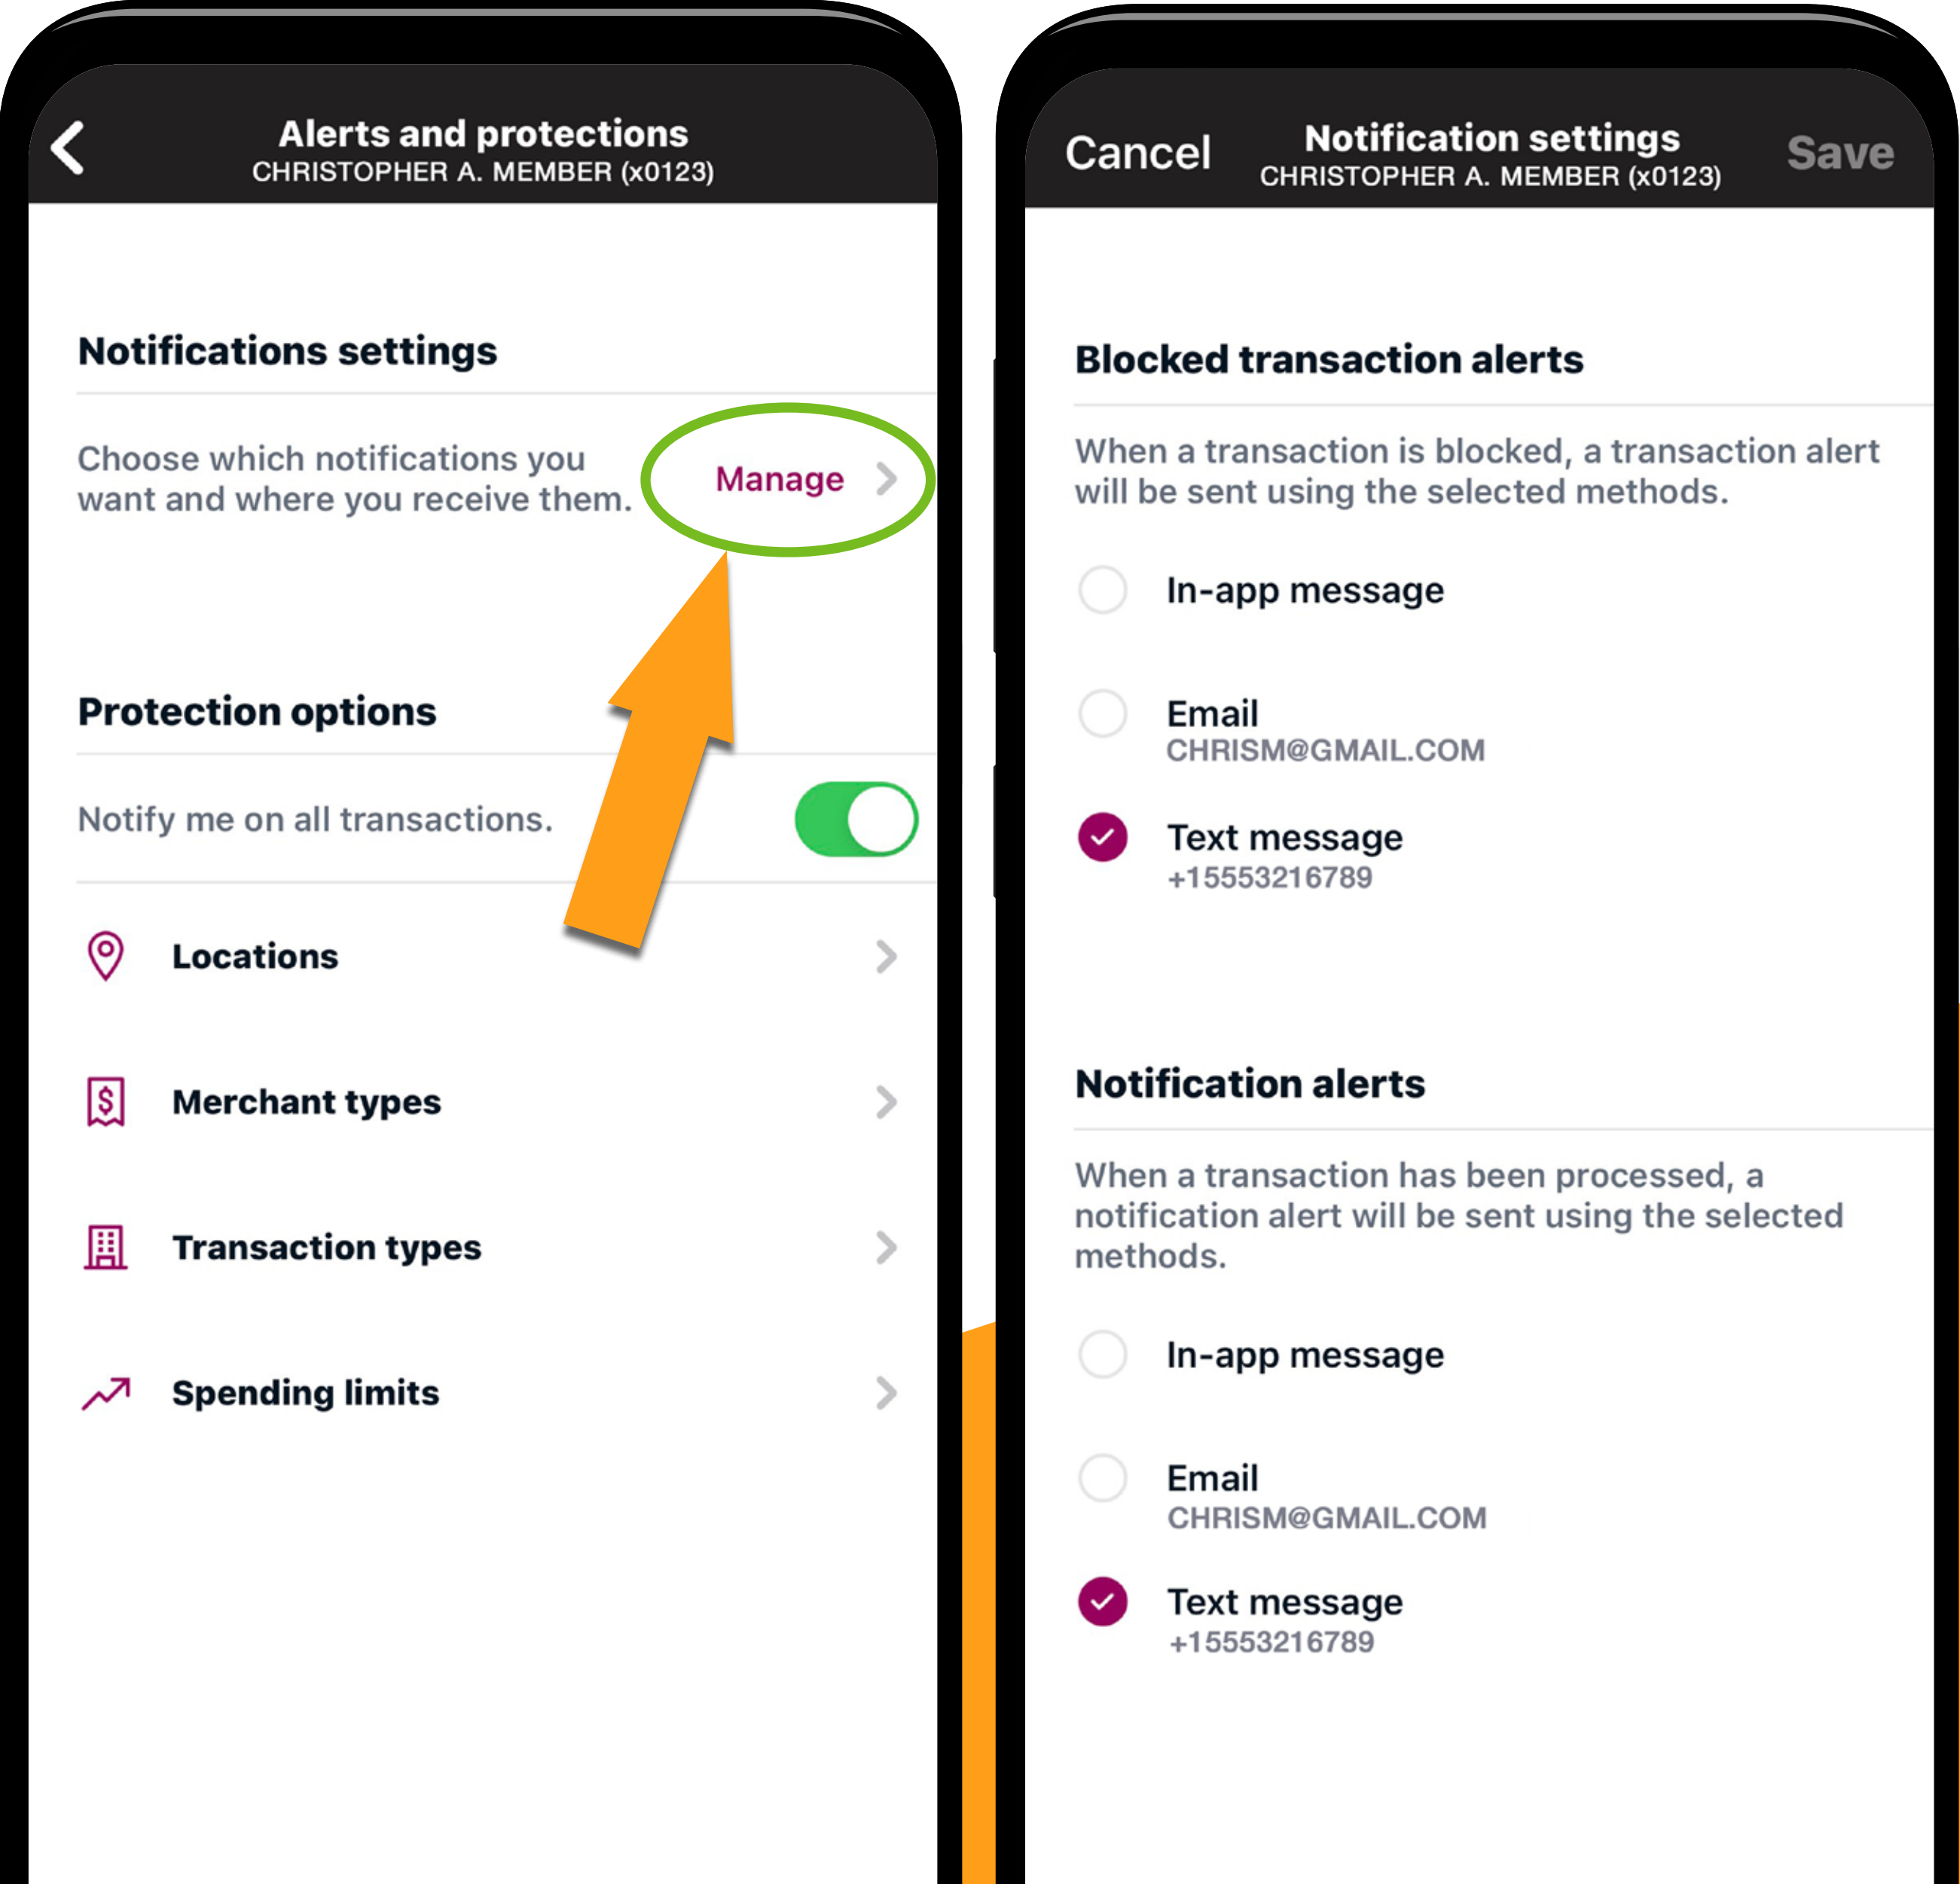 Alerts and protections
CHRISTOPHER A. MEMBER (x0123)
Notifications settings
Choose which notifications you
want and where you receive them.
Manage
Protection options
Notify me on all transactions.
Locations
Merchant types
Transaction types
Spending limits
Cancel
Notification settings
CHRISTOPHER A. MEMBER (x0123)
Save
Blocked transaction alerts
When a transaction is blocked, a transaction alert
will be sent using the selected methods.
In-app message
Email
CHRISM@GMAIL.COM
Text message
+15553216789
Notification alerts
When a transaction has been processed, a
notification alert will be sent using the selected
methods.
In-app message
Email
CHRISM@GMAIL.COM
Text message
+15553216789